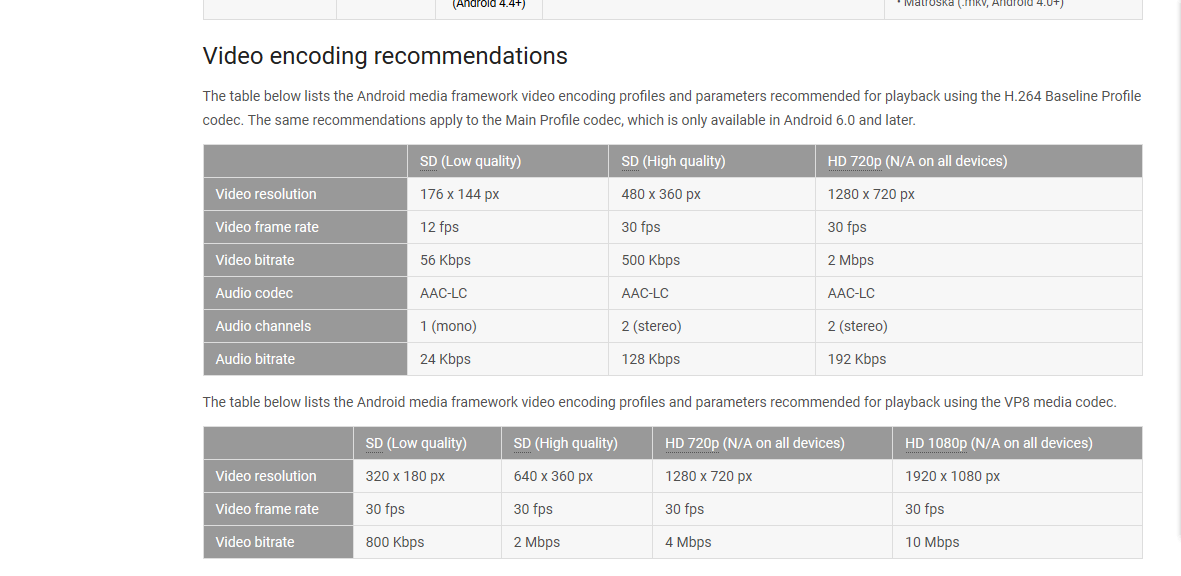 (Android 4.4+)
• Matroska (.mkv, Android 4.0+)
Video encoding recommendations
The table below lists the Android media framework video encoding profiles and parameters recommended for playback using the H.264 Baseline Profile
codec. The same recommendations apply to the Main Profile codec, which is only available in Android 6.0 and later.
SD (Low quality) SD (High quality) HD 720p (N/A on all devices)
Video resolution 176 x 144 px 480 x 360 px 1280 x 720 px
Video frame rate 12 fps 30 fps 30 fps
Video bitrate 56 Kbps 500 Kbps 2 Mbps
Audio codec AAC-LC AAC-LC AAC-LC
Audio channels 1 (mono) 2 (stereo) 2 (stereo)
Audio bitrate 24 Kbps 128 Kbps 192 Kbps
The table below lists the Android media framework video encoding profiles and parameters recommended for playback using the VP8 media codec.
SD (Low quality) SD (High quality) HD 720p (N/A on all devices) HD 1080p (N/A on all devices)
Video resolution 320 x 180 px 640 x 360 px 1280 x 720 px 1920 x 1080 px
Video frame rate 30 fps 30 fps 30 fps 30 fps
Video bitrate 800 Kbps 2 Mbps 4 Mbps 10 Mbps